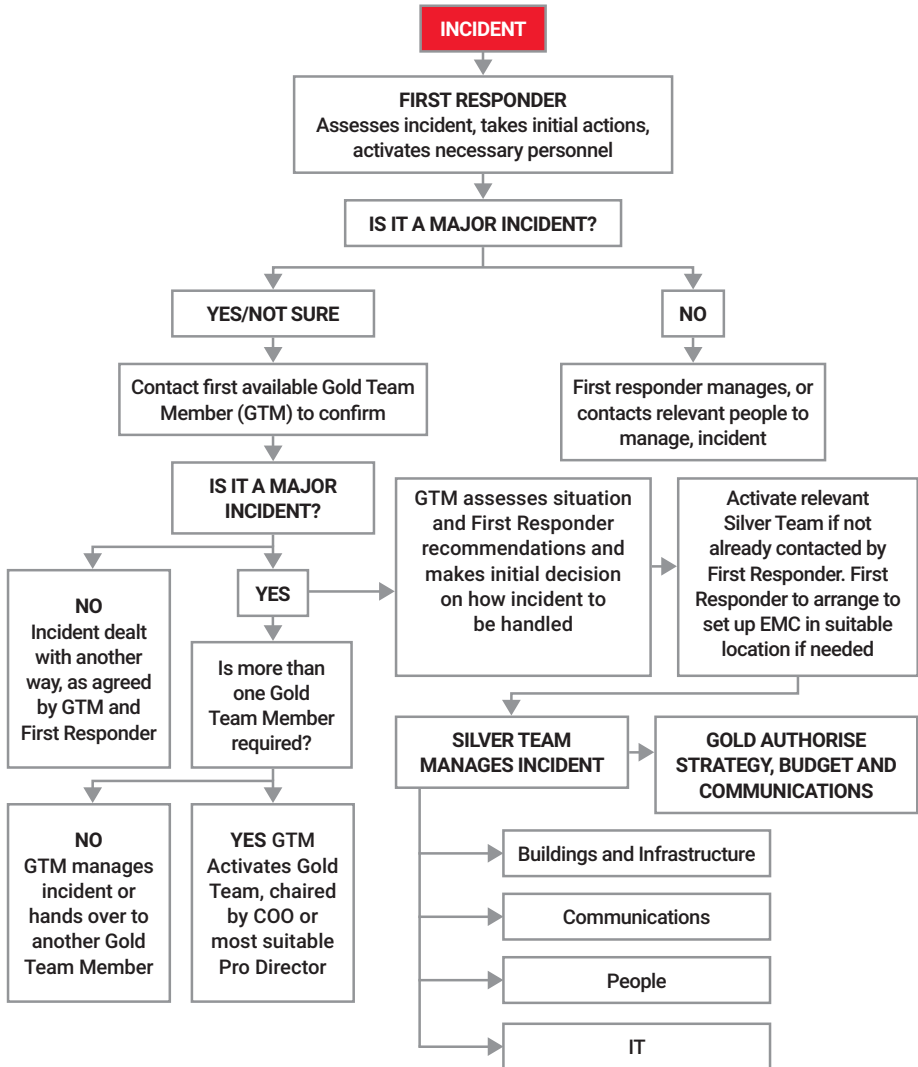 INCIDENT
FIRST RESPONDER
Assesses incident, takes initial actions,
activates necessary personnel
IS IT A MAJOR INCIDENT?
YES/NOT SURE
NO
Contact first available Gold Team
Member (GTM) to confirm
First responder manages, or
contacts relevant people to
manage, incident
IS IT A MAJOR
INCIDENT?
GTM assesses situation
and First Responder
recommendations and
makes initial decision
on how incident to
be handled
Activate relevant
Silver Team if not
already contacted by
First Responder. First
Responder to arrange to
set up EMC in suitable
location if needed
NO
Incident dealt
with another
way, as agreed
by GTM and
First Responder
YES
Is more than
one Gold
Team Member
required?
SILVER TEAM
MANAGES INCIDENT
GOLD AUTHORISE
STRATEGY, BUDGET AND
COMMUNICATIONS
NO
GTM manages
incident or
hands over to
another Gold
Team Member
YES GTM
Activates Gold
Team, chaired
by COO or
most suitable
Pro Director
Buildings and Infrastructure
Communications
People
IT